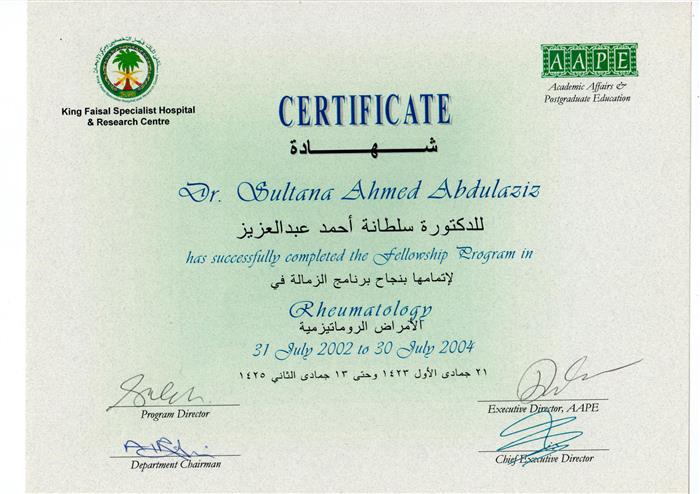 King Faisal Specialist Hospital
& Research Centre
AAPE
Academic Affairs &
Postgraduate Education
CERTIFICATE
شهـــــادة
Dr. Sultana Ahmed Abdulaziz
للدكتورة سلطانة أحمد عبدالعزيز
has successfully completed the Fellowship Program in
لإتمامها بنجاح برنامج الزمالة في
Rheumatology
الأمراض الروماتيزمية
31 July 2002 to 30 July 2004
٢١ جمادى الأول ١٤٢٣ وحتى ١٣ جمادى الثاني ١٤٢٥
Program Director
Executive Director, AAPE
Department Chairman
Chief Executive Director